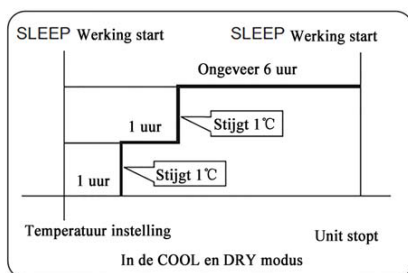 SLEEP Werking start
SLEEP Werking start
Ongeveer 6 uur
1 uur
Stijgt 1℃
1 uur
Stijgt 1℃
Temperatuur instelling
Unit stopt
In de COOL en DRY modus